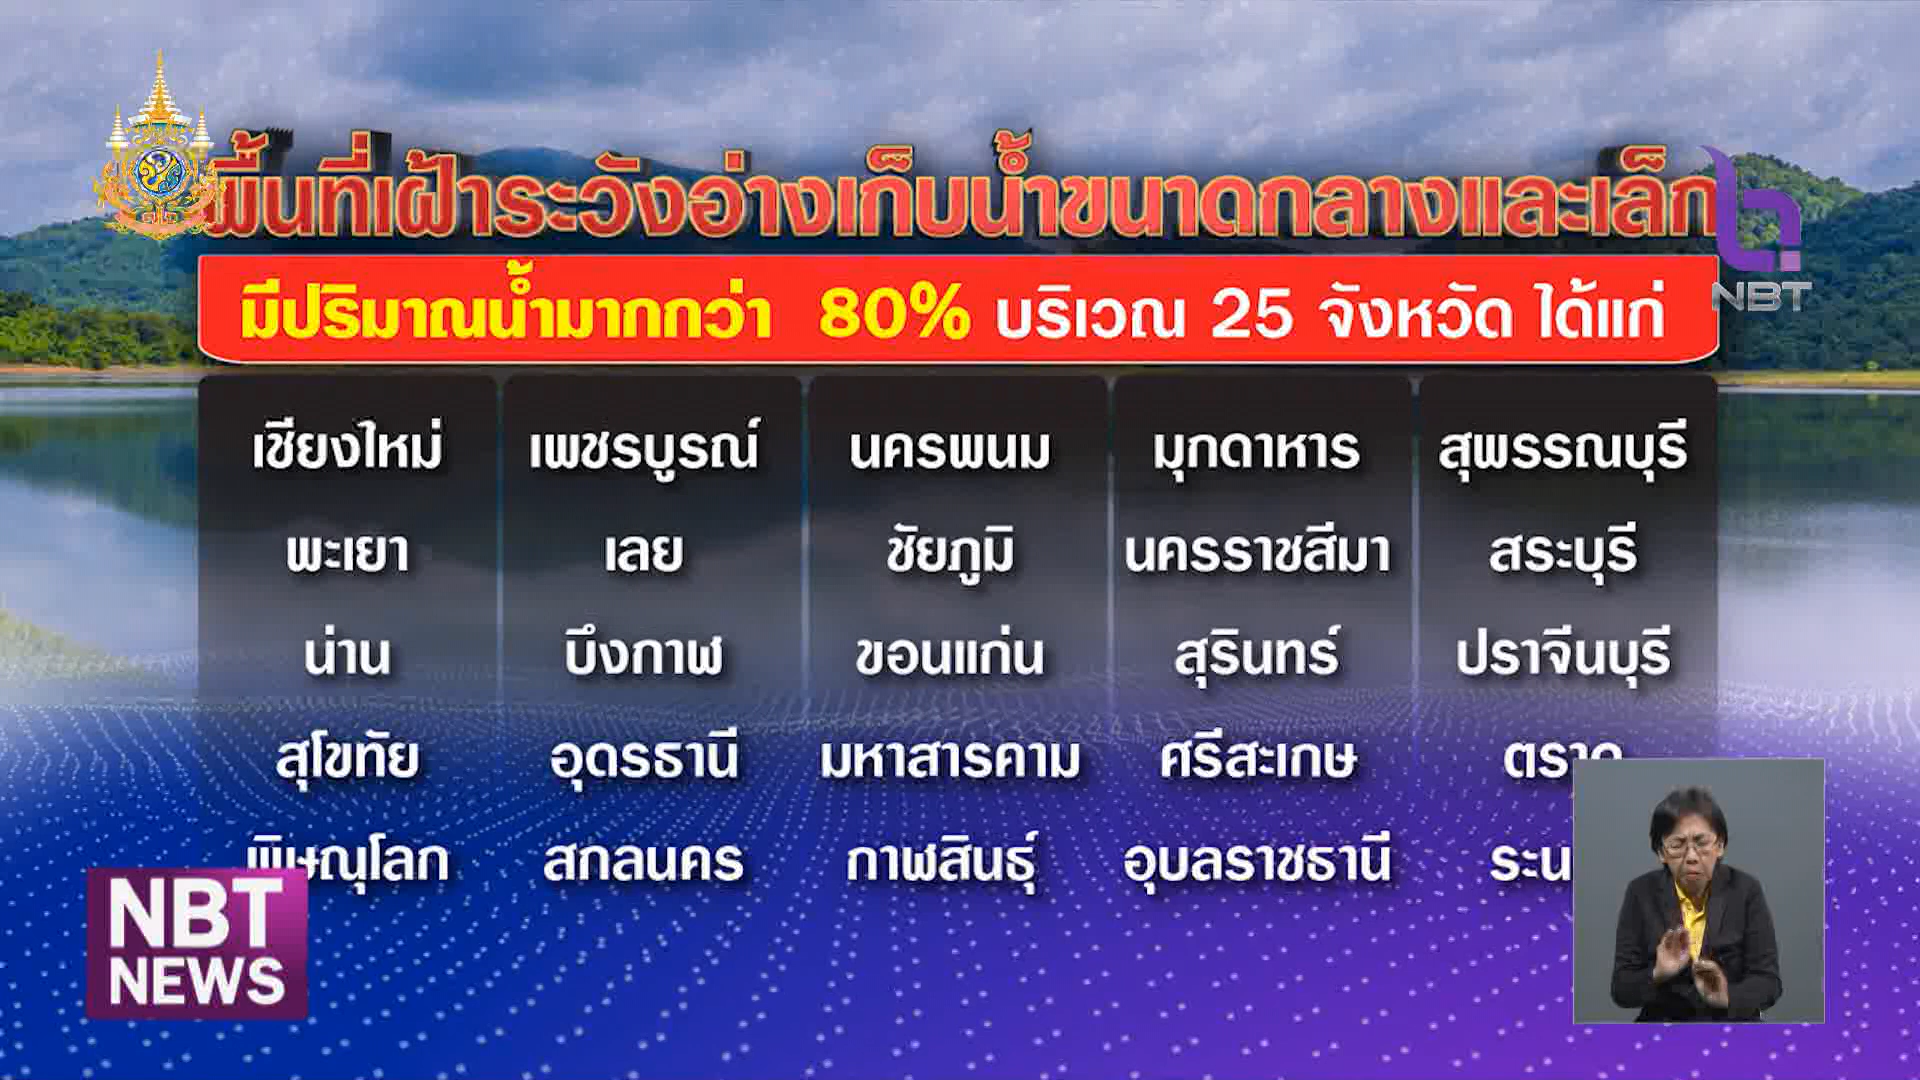 พื้นที่เฝ้าระวังอ่างเก็บน้ำขนาดกลางและเล็ก
มีปริมาณน้ำมากกว่า 80% บริเวณ 25 จังหวัด ได้แก่
NBT
เชียงใหม่ เพชรบูรณ์ นครพนม มุกดาหาร สุพรรณบุรี
พะเยา เลย ชัยภูมิ นครราชสีมา สระบุรี
น่าน บึงกาฬ ขอนแก่น สุรินทร์ ปราจีนบุรี
สุโขทัย อุดรธานี มหาสารคาม ศรีสะเกษ ตราด
พิษณุโลก สกลนคร กาฬสินธุ์ อุบลราชธานี
NBT
NEWS